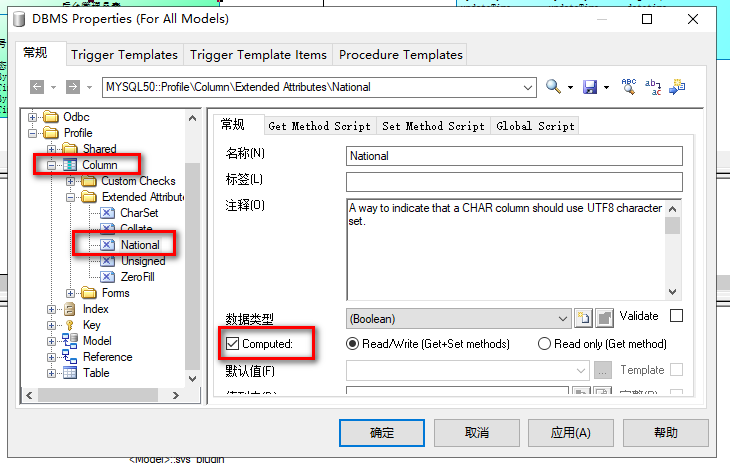 DBMS Properties (For All Models)
常规 Trigger Templates Trigger Template Items Procedure Templates
MYSQL50::Profile\Column\Extended Attributes\National
Odbc
Profile
Shared
Column
Custom Checks
Extended Attribute
CharSet
Collate
National
Unsigned
ZeroFill
Forms
Index
Key
Model
Reference
Table
常规 Get Method Script Set Method Script Global Script
名称(N) National
标签(L)
注释(O) A way to indicate that a CHAR column should use UTF8 character
set.
数据类型 (Boolean) Validate
Computed: Read/Write (Get+Set methods) Read only (Get method)
默认值(F) ... Template
确定 取消 应用(A) 帮助
<Model>::sys_plugin